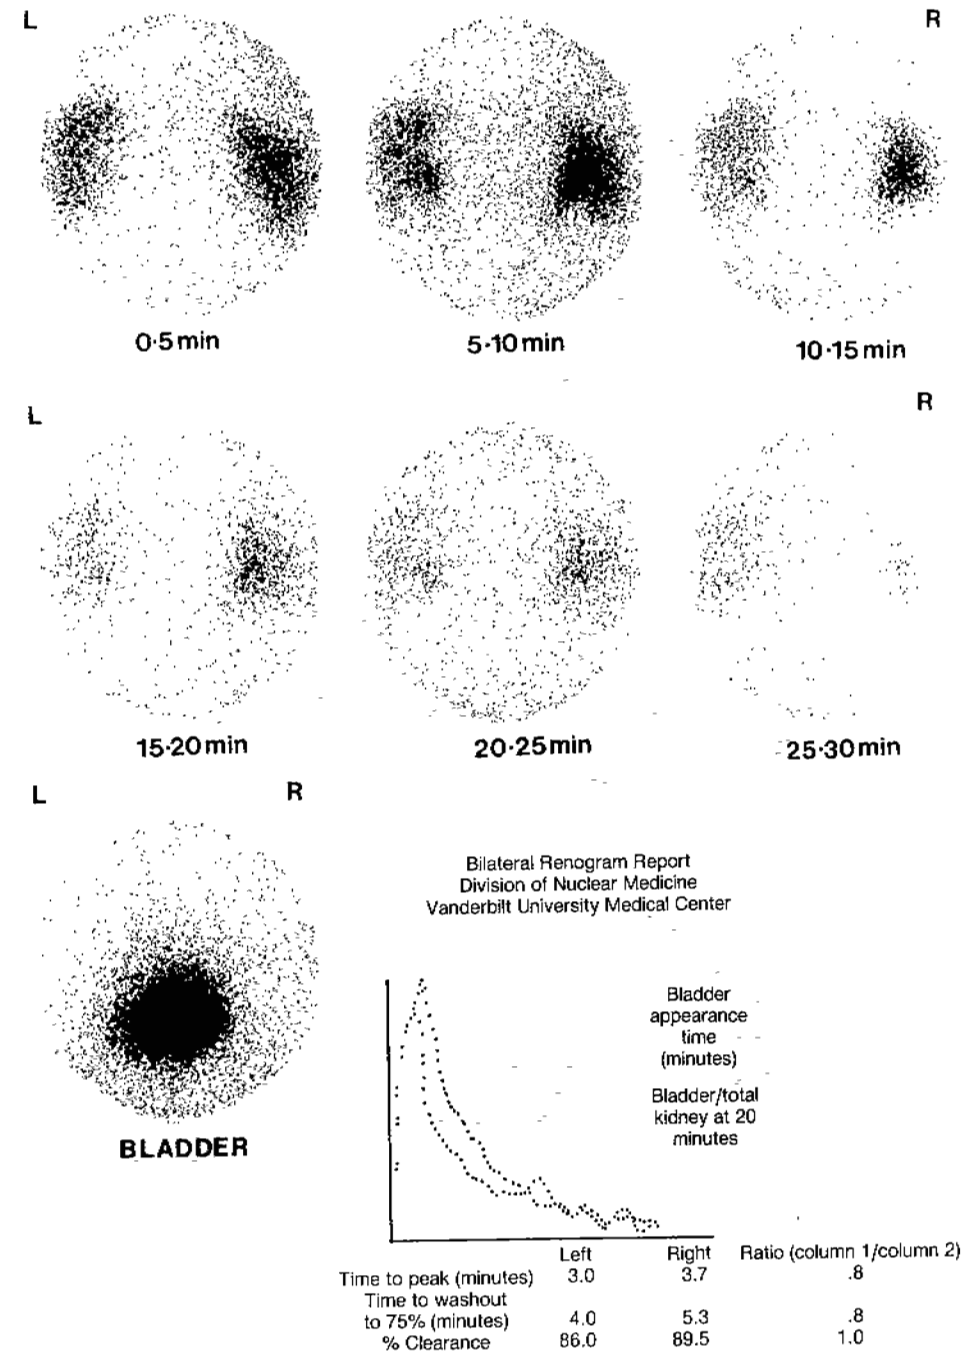 L R
0·5 min 5·10 min 10·15 min
L R
15·20 min 20·25 min 25·30 min
L R
BLADDER
Bilateral Renogram Report
Division of Nuclear Medicine
Vanderbilt University Medical Center
Bladder
appearance
time
(minutes)
Bladder/total
kidney at 20
minutes
Left Right Ratio (column 1/column 2)
Time to peak (minutes) 3.0 3.7 .8
Time to washout
to 75% (minutes) 4.0 5.3 .8
% Clearance 86.0 89.5 1.0